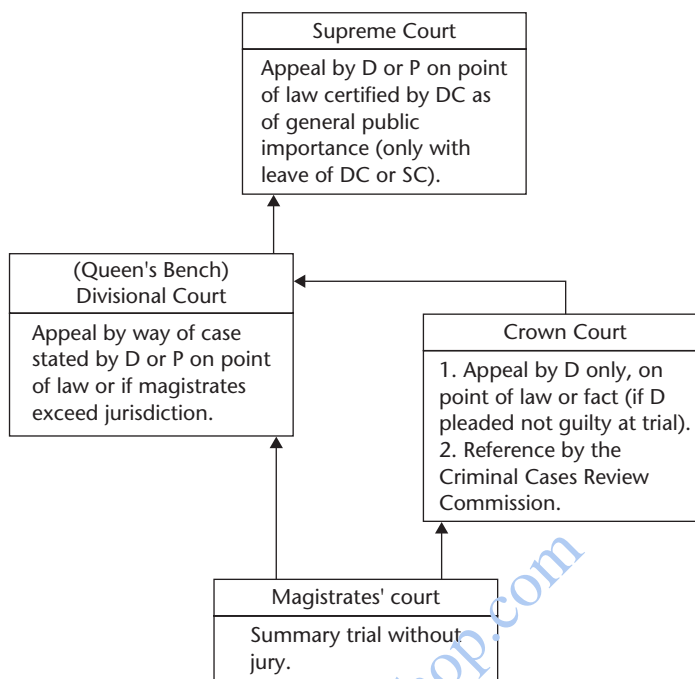 Supreme Court
Appeal by D or P on point
of law certified by DC as
of general public
importance (only with
leave of DC or SC).
(Queen's Bench)
Divisional Court
Appeal by way of case
stated by D or P on point
of law or if magistrates
exceed jurisdiction.
Crown Court
1. Appeal by D only, on
point of law or fact (if D
pleaded not guilty at trial).
2. Reference by the
Criminal Cases Review
Commission.
Magistrates' court
Summary trial without
jury.